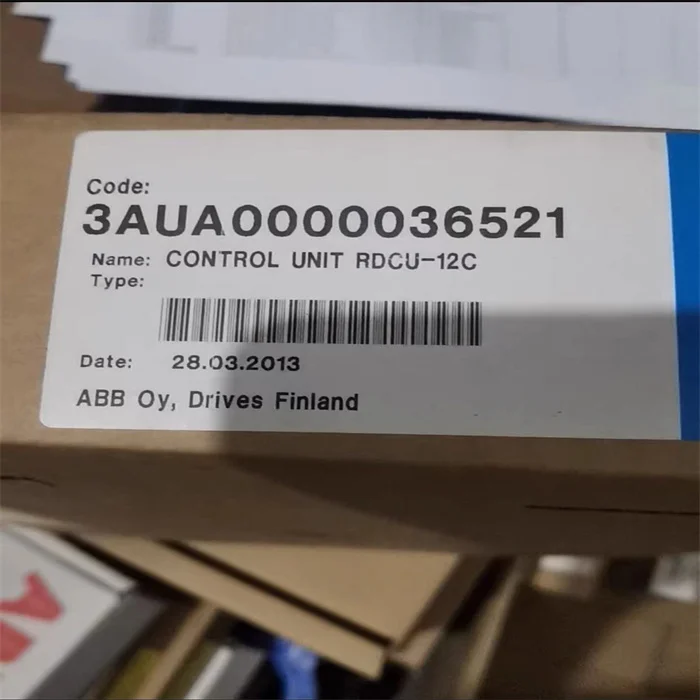 Code:
3AUA0000036521
Name: CONTROL UNIT RDCU-12C
Type:
Date: 28.03.2013
ABB Oy, Drives Finland